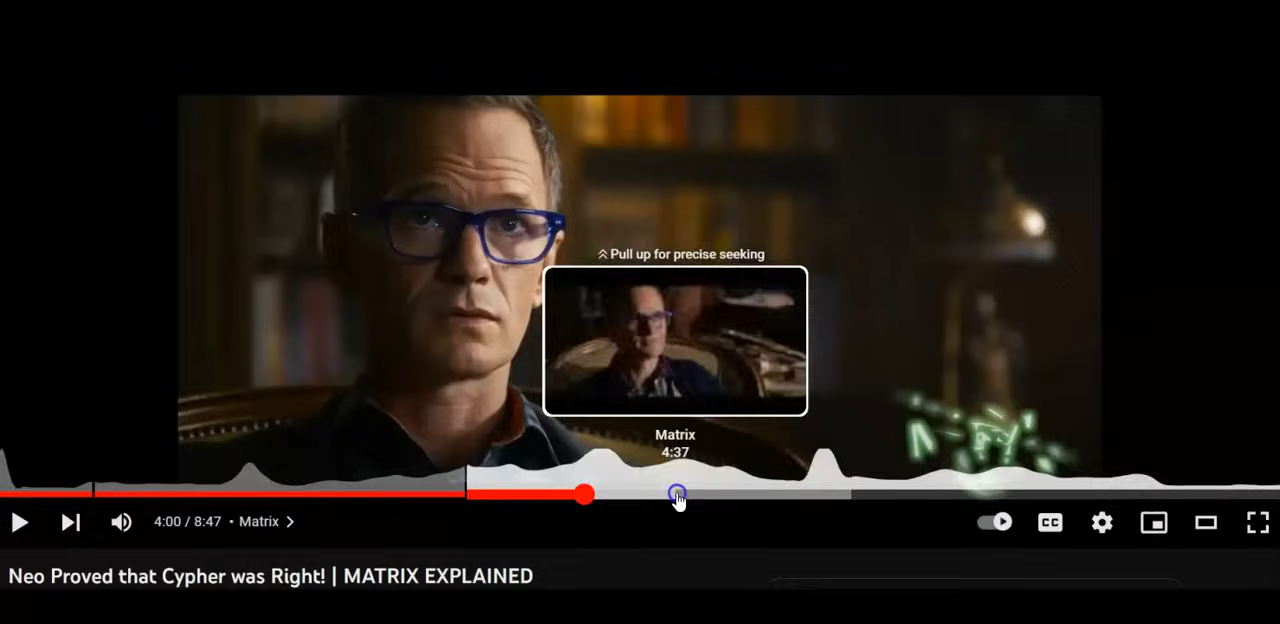 Pull up for precise seeking
Matrix
4:37
4:00 / 8:47 • Matrix
CC
Neo Proved that Cypher was Right! | MATRIX EXPLAINED